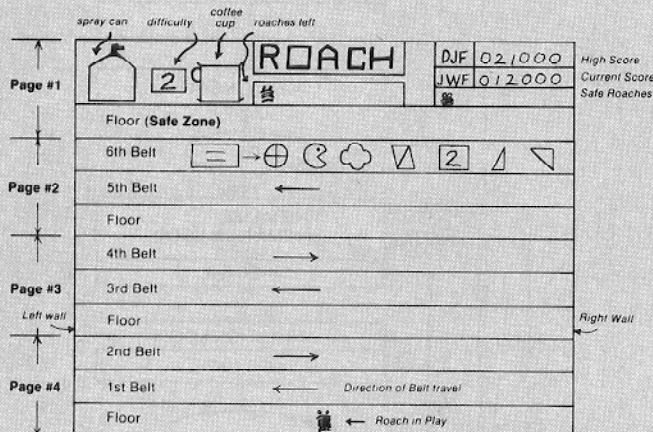 spray can
difficulty
coffee cup
roaches left
ROACH
DJF 021000
High Score
2
JWF 012000
Current Score
Safe Roaches
Page #1
Floor (Safe Zone)
6th Belt
2
Page #2
5th Belt
Floor
4th Belt
Page #3
3rd Belt
Left wall
Floor
Right Wall
2nd Belt
Page #4
1st Belt
Direction of Belt travel
Floor
Roach in Play